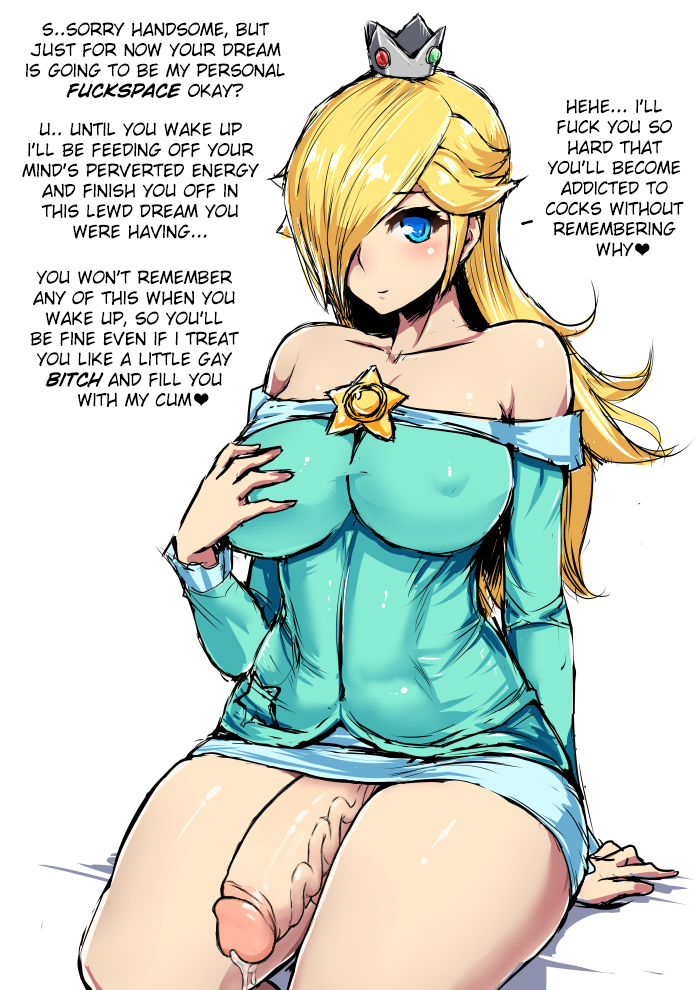 S..SORRY HANDSOME, BUT
JUST FOR NOW YOUR DREAM
IS GOING TO BE MY PERSONAL
FUCKSPACE OKAY?
U.. UNTIL YOU WAKE UP
I'LL BE FEEDING OFF YOUR
MIND'S PERVERTED ENERGY
AND FINISH YOU OFF IN
THIS LEWD DREAM YOU
WERE HAVING...
YOU WON'T REMEMBER
ANY OF THIS WHEN YOU
WAKE UP, SO YOU'LL
BE FINE EVEN IF I TREAT
YOU LIKE A LITTLE GAY
BITCH AND FILL YOU
WITH MY CUM♥
HEHE... I'LL
FUCK YOU SO
HARD THAT
YOU'LL BECOME
ADDICTED TO
COCKS WITHOUT
REMEMBERING
WHY♥